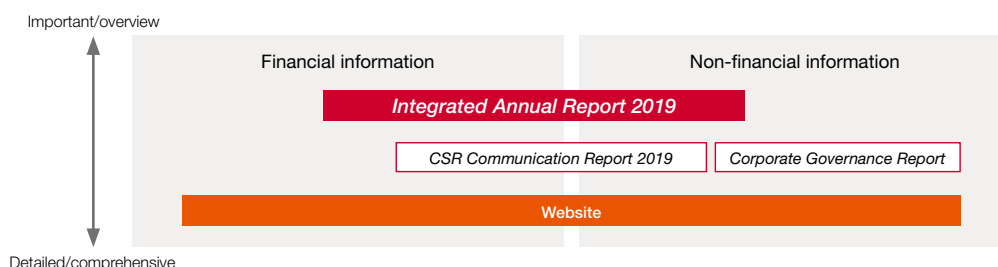 Important/overview
Financial information
Non-financial information
Integrated Annual Report 2019
CSR Communication Report 2019
Corporate Governance Report
Website
Detailed/comprehensive